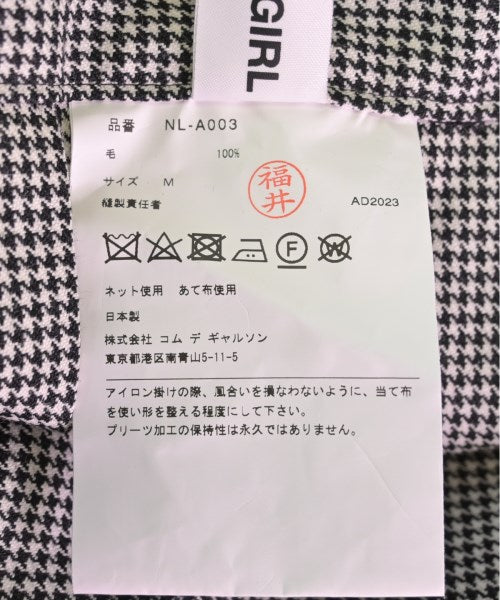 GIRL
品番 NL-A003
毛 100%
サイズ M
縫製責任者 福井 AD2023
F W
ネット使用 あて布使用
日本製
株式会社 コム デ ギャルソン
東京都港区南青山5-11-5
アイロン掛けの際、風合いを損なわないように、当て布
を使い形を整える程度にして下さい。
プリーツ加工の保持性は永久ではありません。